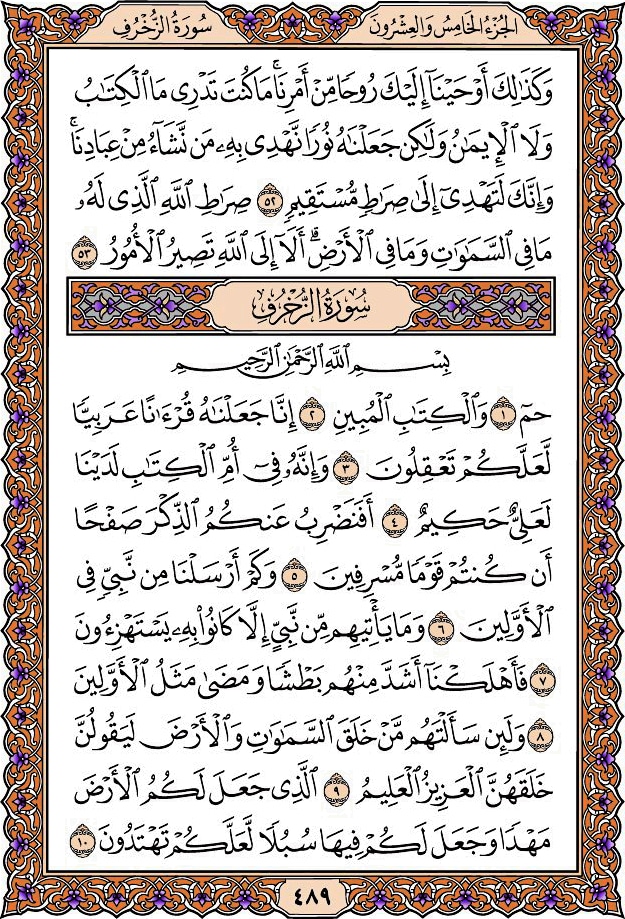 سُورَةُ الزُّخْرُفِ
الجُزْءُ الخَامِسُ وَالعِشْرُونَ
وَكَذَٰلِكَ أَوْحَيْنَآ إِلَيْكَ رُوحًا مِّنْ أَمْرِنَا ۚ مَا كُنتَ تَدْرِى مَا ٱلْكِتَٰبُ
وَلَا ٱلْإِيمَٰنُ وَلَٰكِن جَعَلْنَٰهُ نُورًا نَّهْدِى بِهِۦ مَن نَّشَآءُ مِنْ عِبَادِنَا ۚ
وَإِنَّكَ لَتَهْدِىٓ إِلَىٰ صِرَٰطٍ مُّسْتَقِيمٍ ٥٢ صِرَٰطِ ٱللَّهِ ٱلَّذِى لَهُۥ
مَا فِى ٱلسَّمَٰوَٰتِ وَمَا فِى ٱلْأَرْضِ ۗ أَلَآ إِلَى ٱللَّهِ تَصِيرُ ٱلْأُمُورُ ٥٣
سُورَةُ الزُّخْرُفِ
بِسْمِ ٱللَّهِ ٱلرَّحْمَٰنِ ٱلرَّحِيمِ
حمٓ ١ وَٱلْكِتَٰبِ ٱلْمُبِينِ ٢ إِنَّا جَعَلْنَٰهُ قُرْءَٰنًا عَرَبِيًّا
لَّعَلَّكُمْ تَعْقِلُونَ ٣ وَإِنَّهُۥ فِىٓ أُمِّ ٱلْكِتَٰبِ لَدَيْنَا
لَعَلِىٌّ حَكِيمٌ ٤ أَفَنَضْرِبُ عَنكُمُ ٱلذِّكْرَ صَفْحًا
أَن كُنتُمْ قَوْمًا مُّسْرِفِينَ ٥ وَكَمْ أَرْسَلْنَا مِن نَّبِىٍّ فِى
ٱلْأَوَّلِينَ ٦ وَمَا يَأْتِيهِم مِّن نَّبِىٍّ إِلَّا كَانُوا۟ بِهِۦ يَسْتَهْزِءُونَ
٧ فَأَهْلَكْنَآ أَشَدَّ مِنْهُم بَطْشًا وَمَضَىٰ مَثَلُ ٱلْأَوَّلِينَ
٨ وَلَئِن سَأَلْتَهُم مَّنْ خَلَقَ ٱلسَّمَٰوَٰتِ وَٱلْأَرْضَ لَيَقُولُنَّ
خَلَقَهُنَّ ٱلْعَزِيزُ ٱلْعَلِيمُ ٩ ٱلَّذِى جَعَلَ لَكُمُ ٱلْأَرْضَ
مَهْدًا وَجَعَلَ لَكُمْ فِيهَا سُبُلًا لَّعَلَّكُمْ تَهْتَدُونَ ١٠
٤٨٩